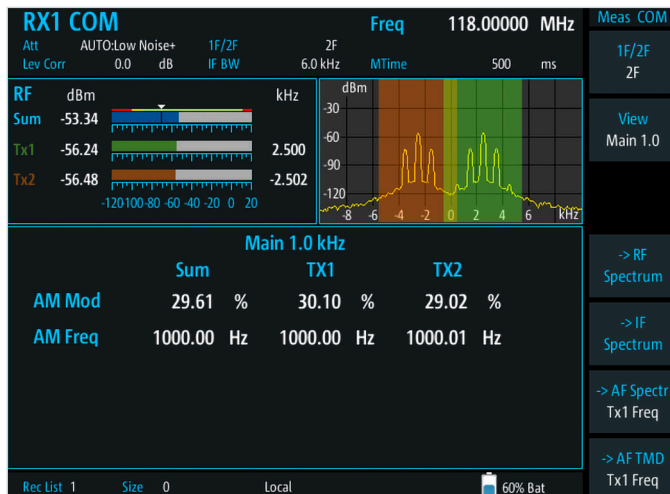 RX1 COM Freq 118.00000 MHz Meas COM
Att AUTO:Low Noise+ 1F/2F 2F
Lev Corr 0.0 dB IF BW 6.0 kHz MTime 500 ms
1F/2F
2F
RF dBm kHz
Sum -53.34
Tx1 -56.24 2.500
Tx2 -56.48 -2.502
-120 -100 -80 -60 -40 -20 0 20
dBm
-30
-60
-90
-120
-8 -6 -4 -2 0 2 4 6 kHz
View
Main 1.0
Main 1.0 kHz
Sum TX1 TX2
AM Mod 29.61 % 30.10 % 29.02 %
AM Freq 1000.00 Hz 1000.00 Hz 1000.01 Hz
-> RF
Spectrum
-> IF
Spectrum
-> AF Spectr
Tx1 Freq
-> AF TMD
Tx1 Freq
Rec List 1 Size 0 Local 60% Bat